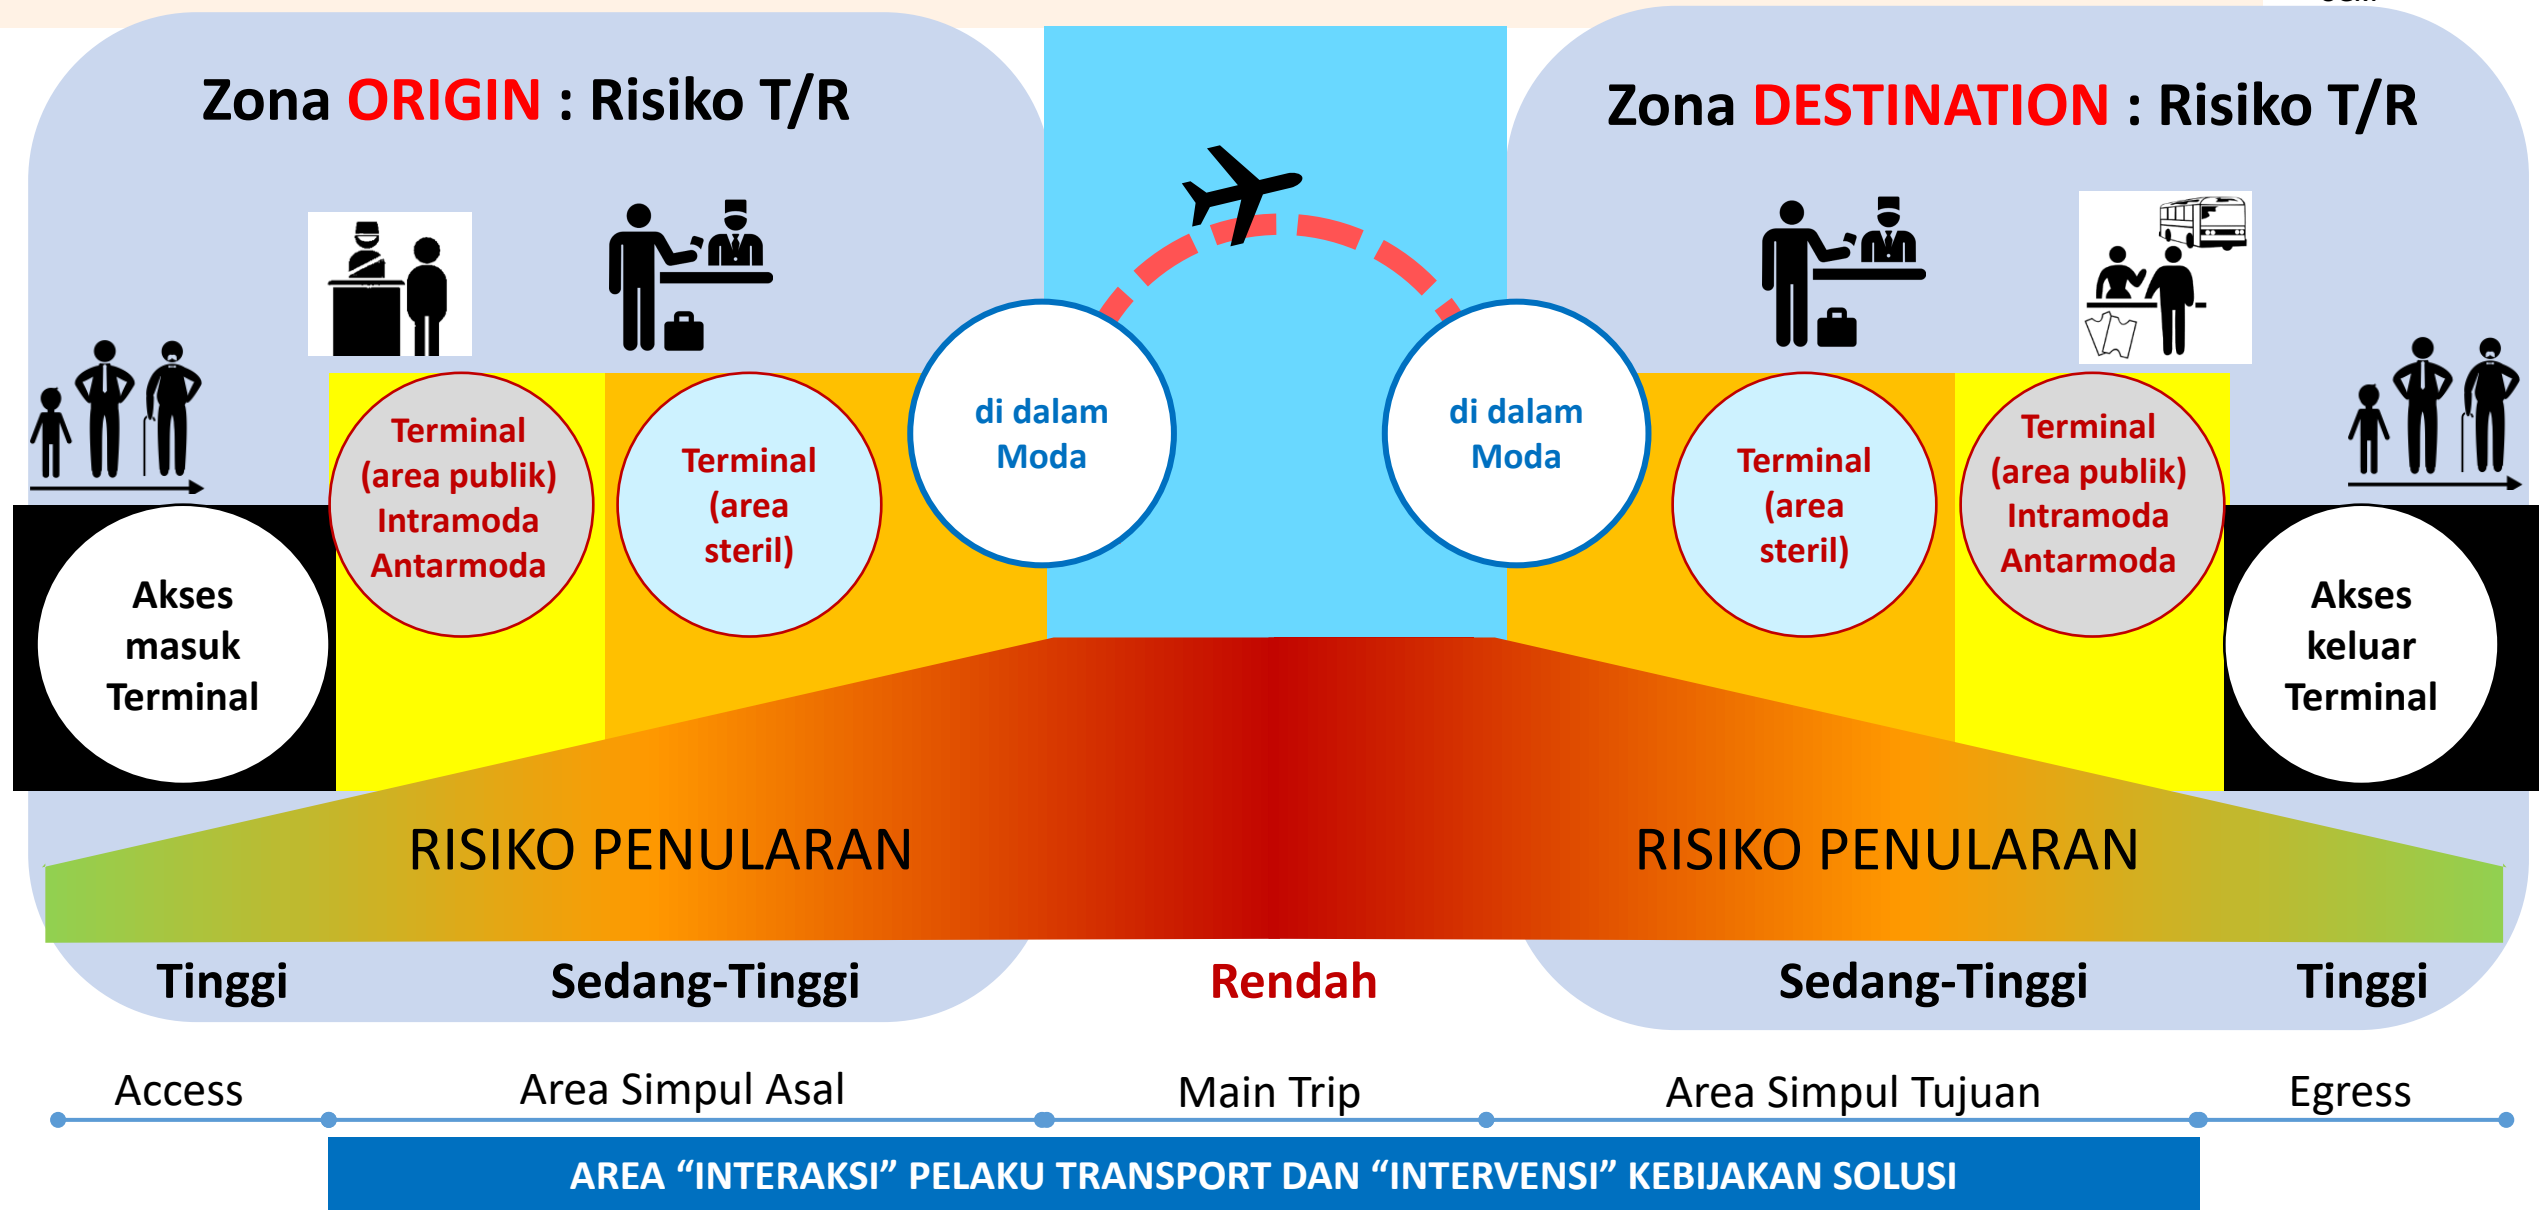 Zona ORIGIN : Risiko T/R
Zona DESTINATION : Risiko T/R
Terminal
(area publik)
Intramoda
Antarmoda
Terminal
(area
steril)
di dalam
Moda
di dalam
Moda
Terminal
(area
steril)
Terminal
(area publik)
Intramoda
Antarmoda
Akses
masuk
Terminal
Akses
keluar
Terminal
RISIKO PENULARAN
RISIKO PENULARAN
Tinggi
Sedang-Tinggi
Rendah
Sedang-Tinggi
Tinggi
Access
Area Simpul Asal
Main Trip
Area Simpul Tujuan
Egress
AREA “INTERAKSI” PELAKU TRANSPORT DAN “INTERVENSI” KEBIJAKAN SOLUSI